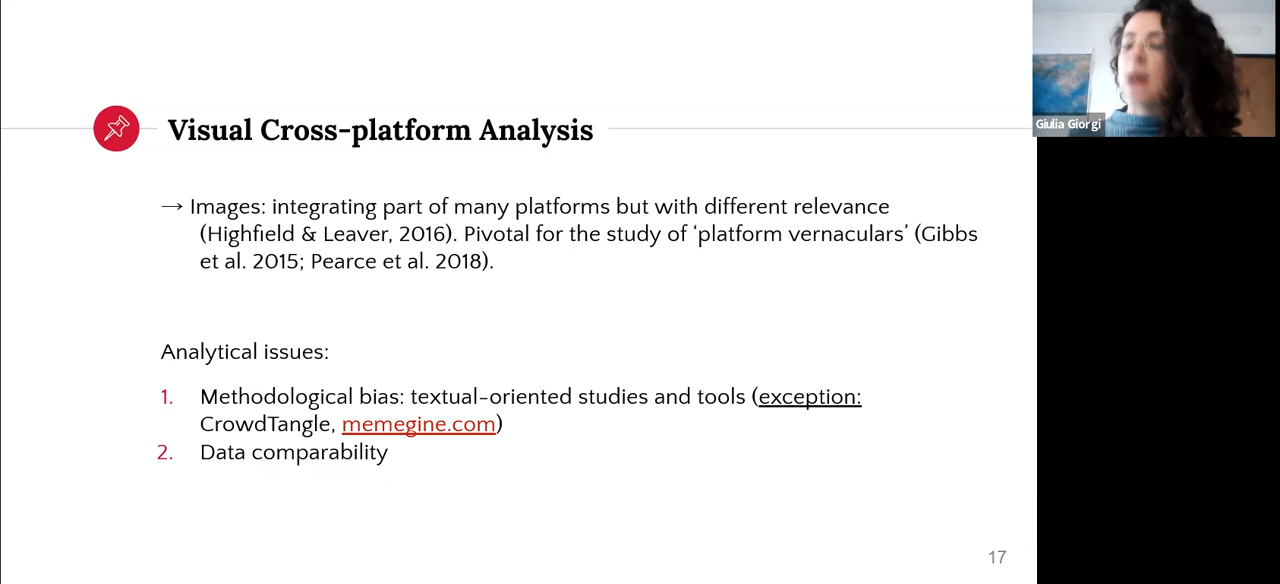 Visual Cross-platform Analysis
→ Images: integrating part of many platforms but with different relevance
(Highfield & Leaver, 2016). Pivotal for the study of ‘platform vernaculars’ (Gibbs
et al. 2015; Pearce et al. 2018).
Analytical issues:
1. Methodological bias: textual-oriented studies and tools (exception:
CrowdTangle, memegine.com)
2. Data comparability
17
Giulia Giorgi